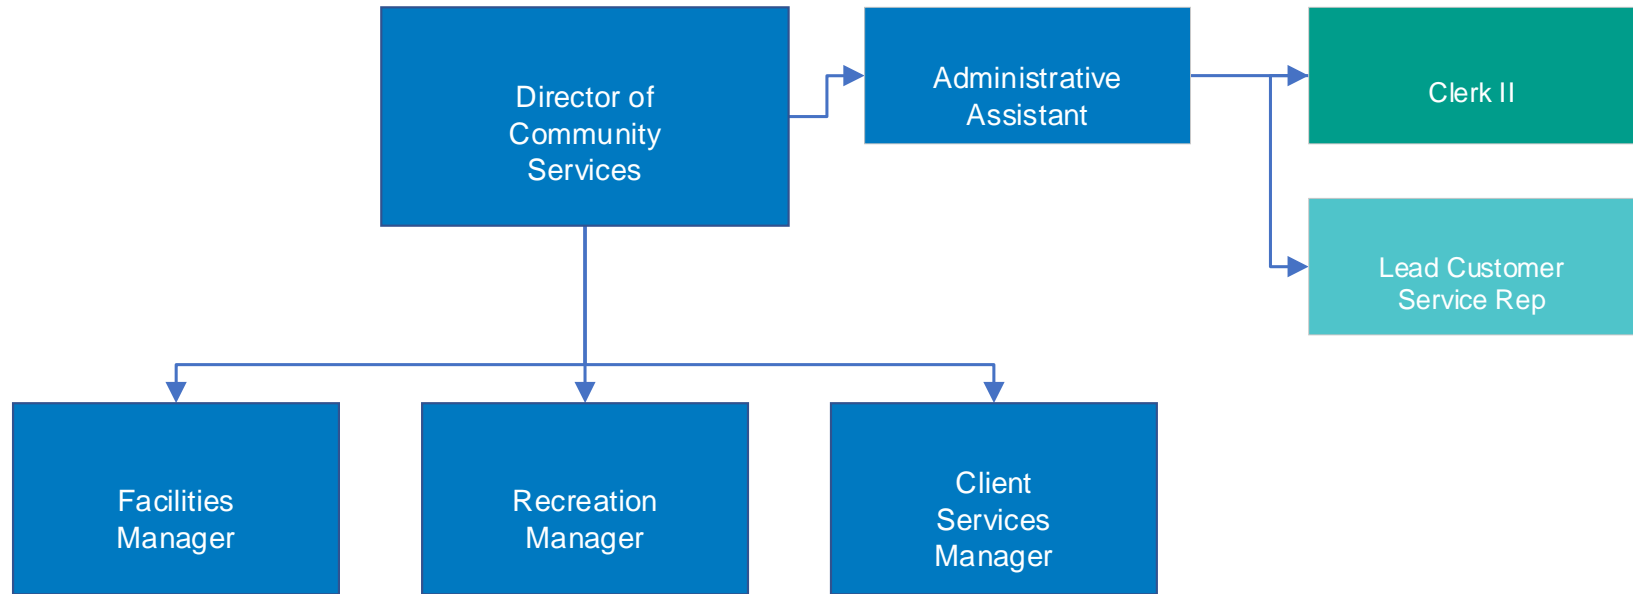 Director of
Community
Services
Administrative
Assistant
Clerk II
Lead Customer
Service Rep
Facilities
Manager
Recreation
Manager
Client
Services
Manager